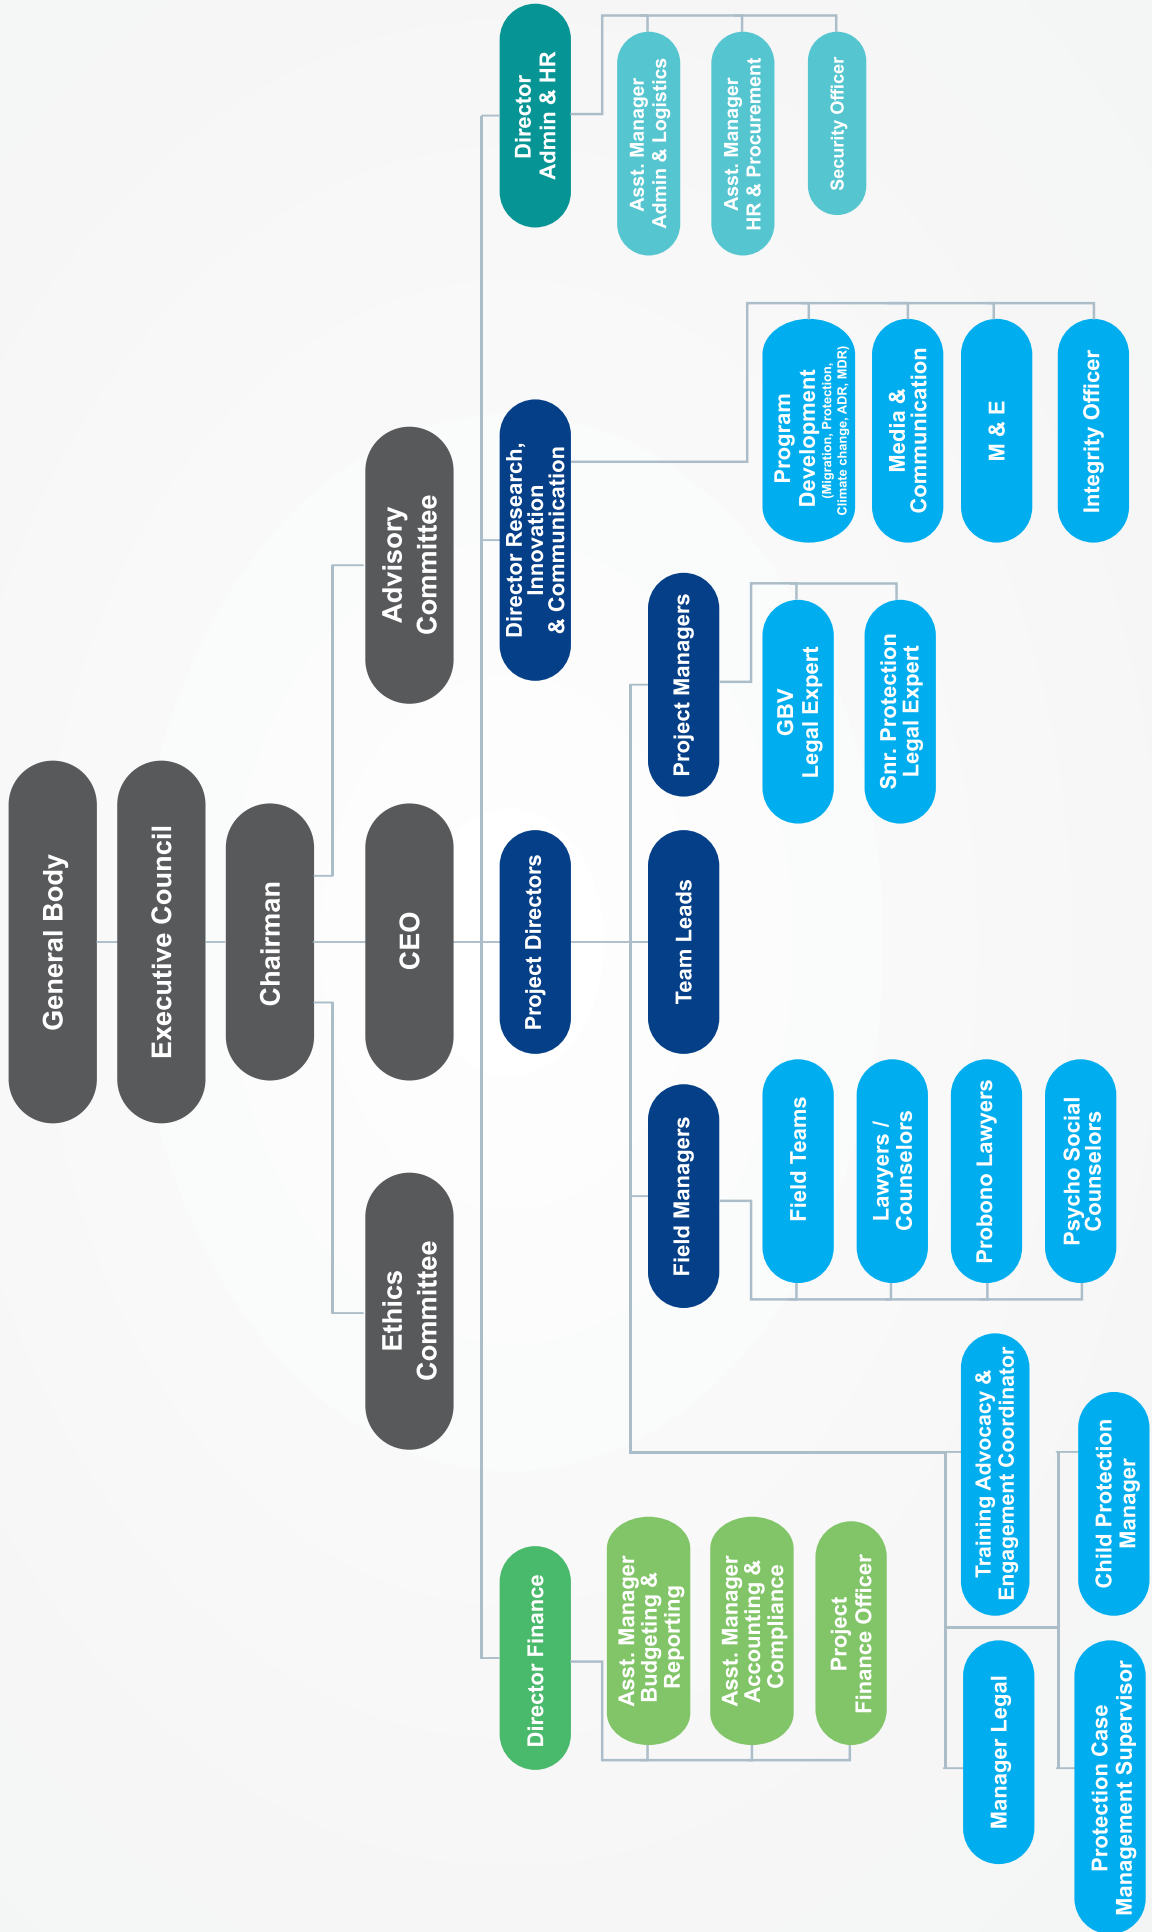 General Body
Executive Council
Chairman
Ethics
Committee
CEO
Advisory
Committee
Director Finance
Project Directors
Director Research,
Innovation
& Communication
Director
Admin & HR
Asst. Manager
Budgeting &
Reporting
Asst. Manager
Accounting &
Compliance
Project
Finance Officer
Field Managers
Team Leads
Project Managers
Field Teams
Lawyers /
Counselors
Probono Lawyers
Psycho Social
Counselors
GBV
Legal Expert
Snr. Protection
Legal Expert
Program
Development
(Migration, Protection,
Climate change, ADR, MDR)
Media &
Communication
M & E
Integrity Officer
Asst. Manager
Admin & Logistics
Asst. Manager
HR & Procurement
Security Officer
Manager Legal
Training Advocacy &
Engagement Coordinator
Protection Case
Management Supervisor
Child Protection
Manager